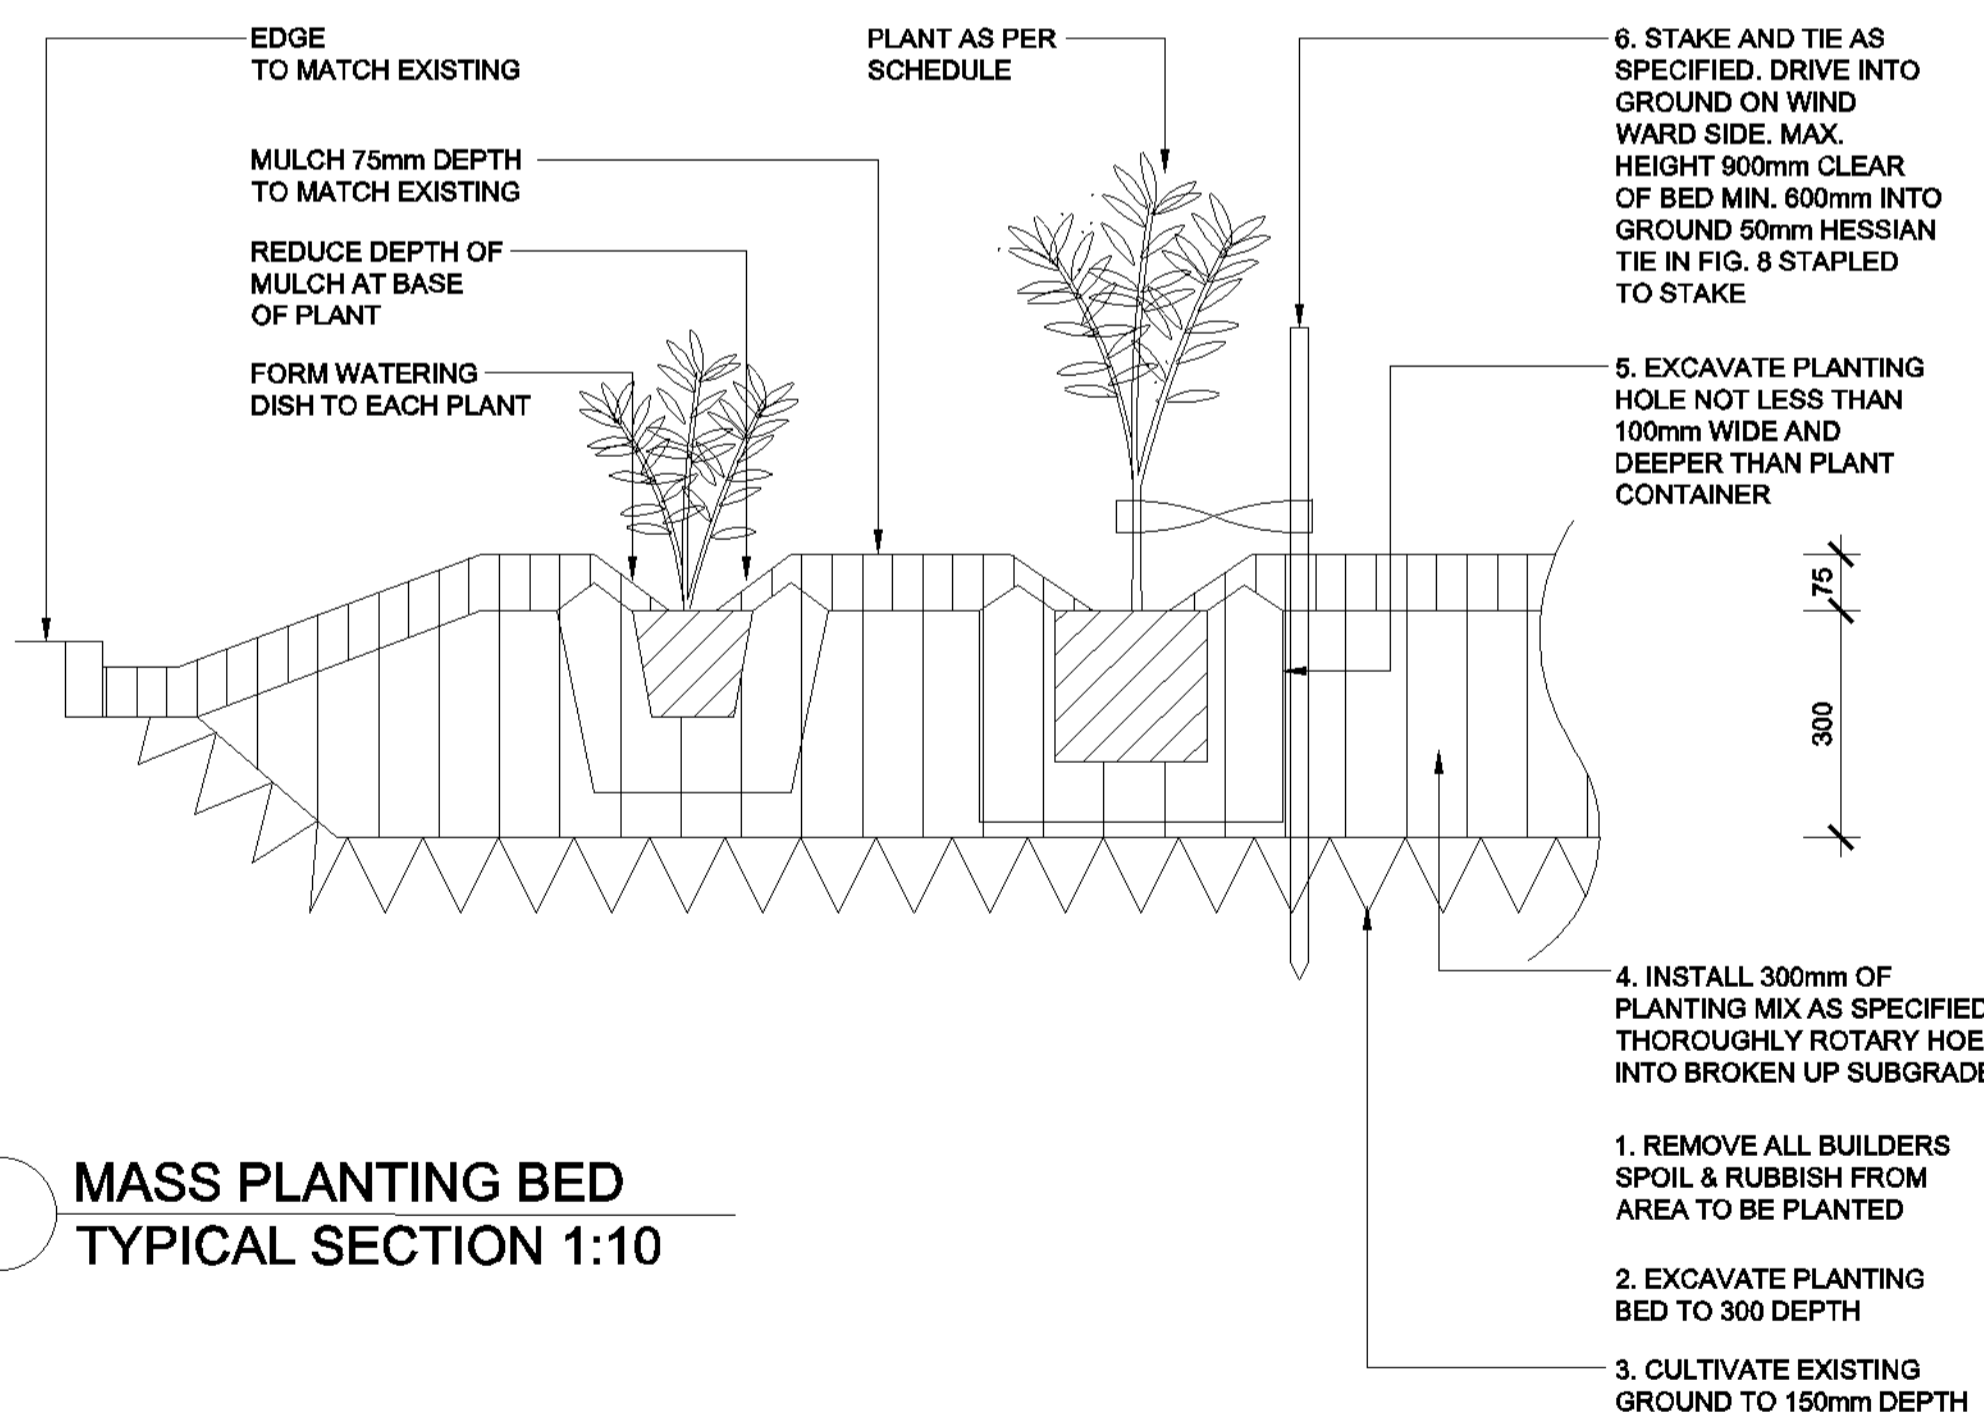 EDGE
TO MATCH EXISTING
MULCH 75mm DEPTH
TO MATCH EXISTING
REDUCE DEPTH OF
MULCH AT BASE
OF PLANT
FORM WATERING
DISH TO EACH PLANT
PLANT AS PER
SCHEDULE
6. STAKE AND TIE AS
SPECIFIED. DRIVE INTO
GROUND ON WIND
WARD SIDE. MAX.
HEIGHT 900mm CLEAR
OF BED MIN. 600mm INTO
GROUND 50mm HESSIAN
TIE IN FIG. 8 STAPLED
TO STAKE
5. EXCAVATE PLANTING
HOLE NOT LESS THAN
100mm WIDE AND
DEEPER THAN PLANT
CONTAINER
75
300
4. INSTALL 300mm OF
PLANTING MIX AS SPECIFIED
THOROUGHLY ROTARY HOE
INTO BROKEN UP SUBGRADE
1. REMOVE ALL BUILDERS
SPOIL & RUBBISH FROM
AREA TO BE PLANTED
2. EXCAVATE PLANTING
BED TO 300 DEPTH
3. CULTIVATE EXISTING
GROUND TO 150mm DEPTH
MASS PLANTING BED
TYPICAL SECTION 1:10